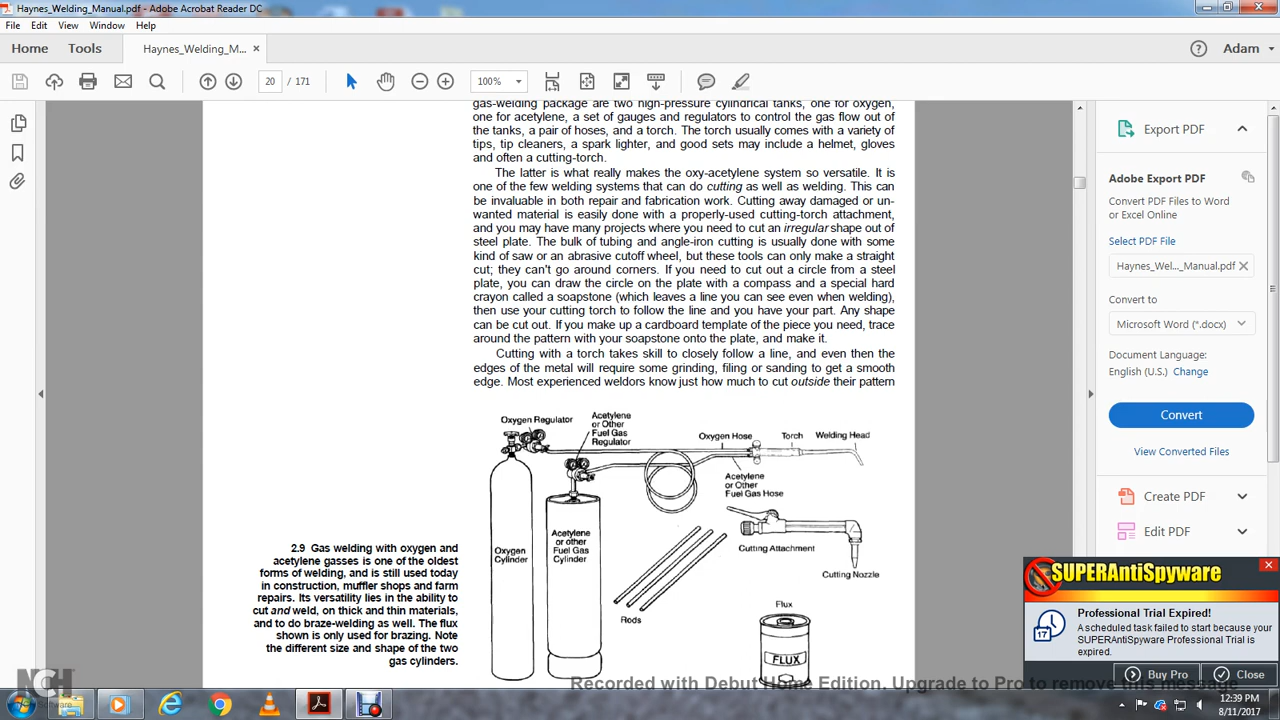 Haynes_Welding_Manual.pdf - Adobe Acrobat Reader DC
File Edit View Window Help
Home Tools Haynes_Welding_M... × Adam
20 / 171 100%
gas-welding package are two high-pressure cylindrical tanks, one for oxygen,
one for acetylene, a set of gauges and regulators to control the gas flow out of
the tanks, a pair of hoses, and a torch. The torch usually comes with a variety of
tips, tip cleaners, a spark lighter, and good sets may include a helmet, gloves
and often a cutting-torch.
The latter is what really makes the oxy-acetylene system so versatile. It is
one of the few welding systems that can do cutting as well as welding. This can
be invaluable in both repair and fabrication work. Cutting away damaged or un-
wanted material is easily done with a properly-used cutting-torch attachment,
and you may have many projects where you need to cut an irregular shape out of
steel plate. The bulk of tubing and angle-iron cutting is usually done with some
kind of saw or an abrasive cutoff wheel, but these tools can only make a straight
cut; they can't go around corners. If you need to cut out a circle from a steel
plate, you can draw the circle on the plate with a compass and a special hard
crayon called a soapstone (which leaves a line you can see even when welding),
then use your cutting torch to follow the line and you have your part. Any shape
can be cut out. If you make up a cardboard template of the piece you need, trace
around the pattern with your soapstone onto the plate, and make it.
Cutting with a torch takes skill to closely follow a line, and even then the
edges of the metal will require some grinding, filing or sanding to get a smooth
edge. Most experienced weldors know just how much to cut outside their pattern
Oxygen Regulator
Acetylene
or Other
Fuel Gas
Regulator
Oxygen Hose
Torch
Welding Head
Acetylene
or Other
Fuel Gas Hose
Oxygen
Cylinder
Acetylene
or other
Fuel Gas
Cylinder
Cutting Attachment
Cutting Nozzle
Rods
Flux
FLUX
2.9 Gas welding with oxygen and
acetylene gasses is one of the oldest
forms of welding, and is still used today
in construction, muffler shops and farm
repairs. Its versatility lies in the ability to
cut and weld, on thick and thin materials,
and to do braze-welding as well. The flux
shown is only used for brazing. Note
the different size and shape of the two
gas cylinders.
Export PDF
Adobe Export PDF
Convert PDF Files to Word
or Excel Online
Select PDF File
Haynes_Wel..._Manual.pdf ×
Convert to
Microsoft Word (*.docx)
Document Language:
English (U.S.) Change
Convert
View Converted Files
Create PDF
Edit PDF
SUPERAntiSpyware
17
Professional Trial Expired!
A scheduled task failed to start because your
SUPERAntiSpyware Professional Trial is
expired.
Buy Pro Close
NCH
Software
Recorded with Debut Home Edition. Upgrade to Pro to remove this message
12:39 PM
8/11/2017